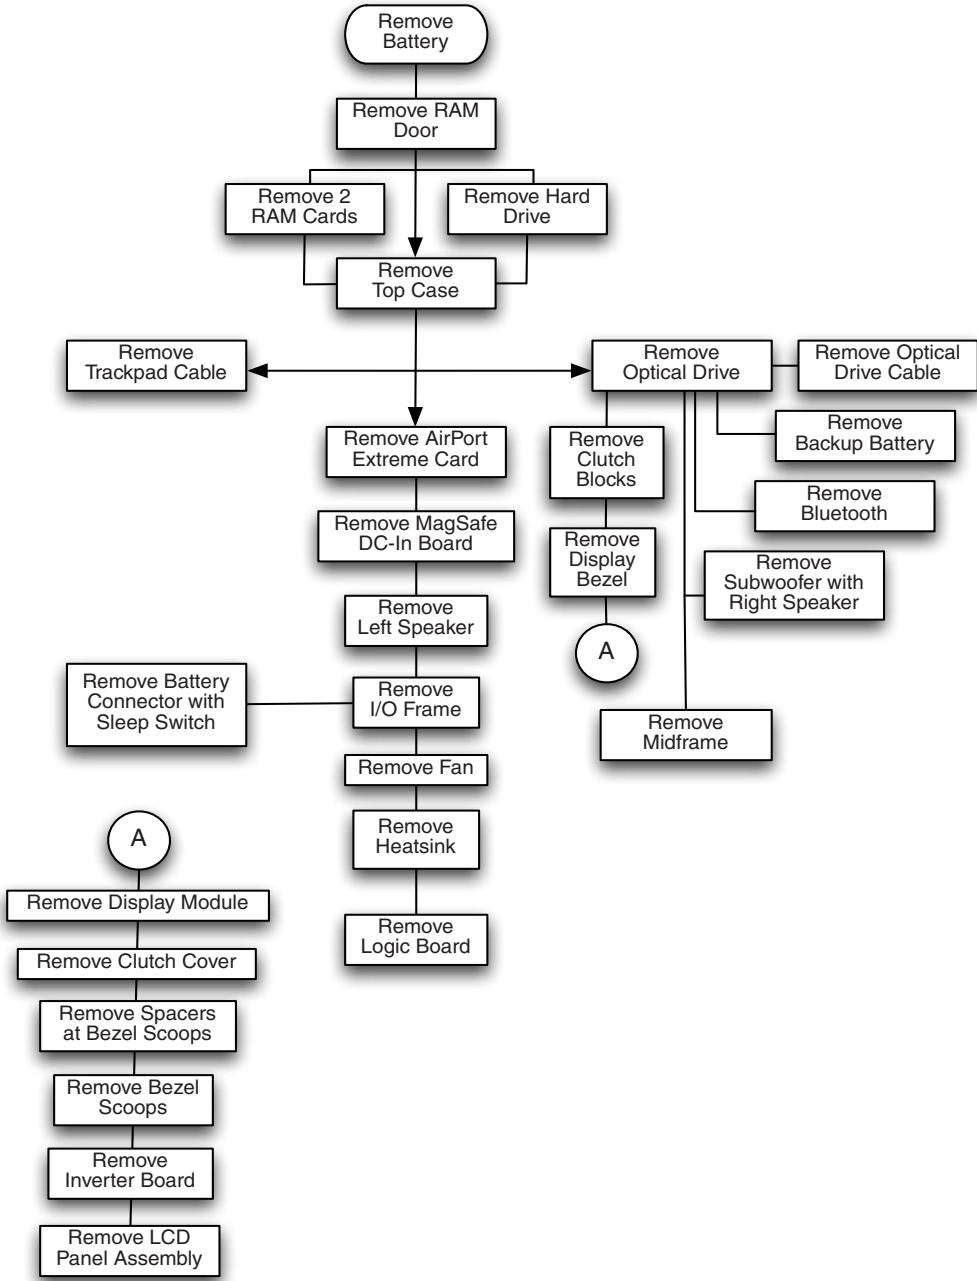 Remove
Battery
Remove RAM
Door
Remove 2
RAM Cards
Remove Hard
Drive
Remove
Top Case
Remove
Trackpad Cable
Remove
Optical Drive
Remove Optical
Drive Cable
Remove
Backup Battery
Remove
Bluetooth
Remove
Subwoofer with
Right Speaker
Remove
Midframe
Remove
Clutch
Blocks
Remove
Display
Bezel
A
Remove AirPort
Extreme Card
Remove MagSafe
DC-In Board
Remove
Left Speaker
Remove
I/O Frame
Remove Battery
Connector with
Sleep Switch
Remove Fan
Remove
Heatsink
Remove
Logic Board
A
Remove Display Module
Remove Clutch Cover
Remove Spacers
at Bezel Scoops
Remove Bezel
Scoops
Remove
Inverter Board
Remove LCD
Panel Assembly